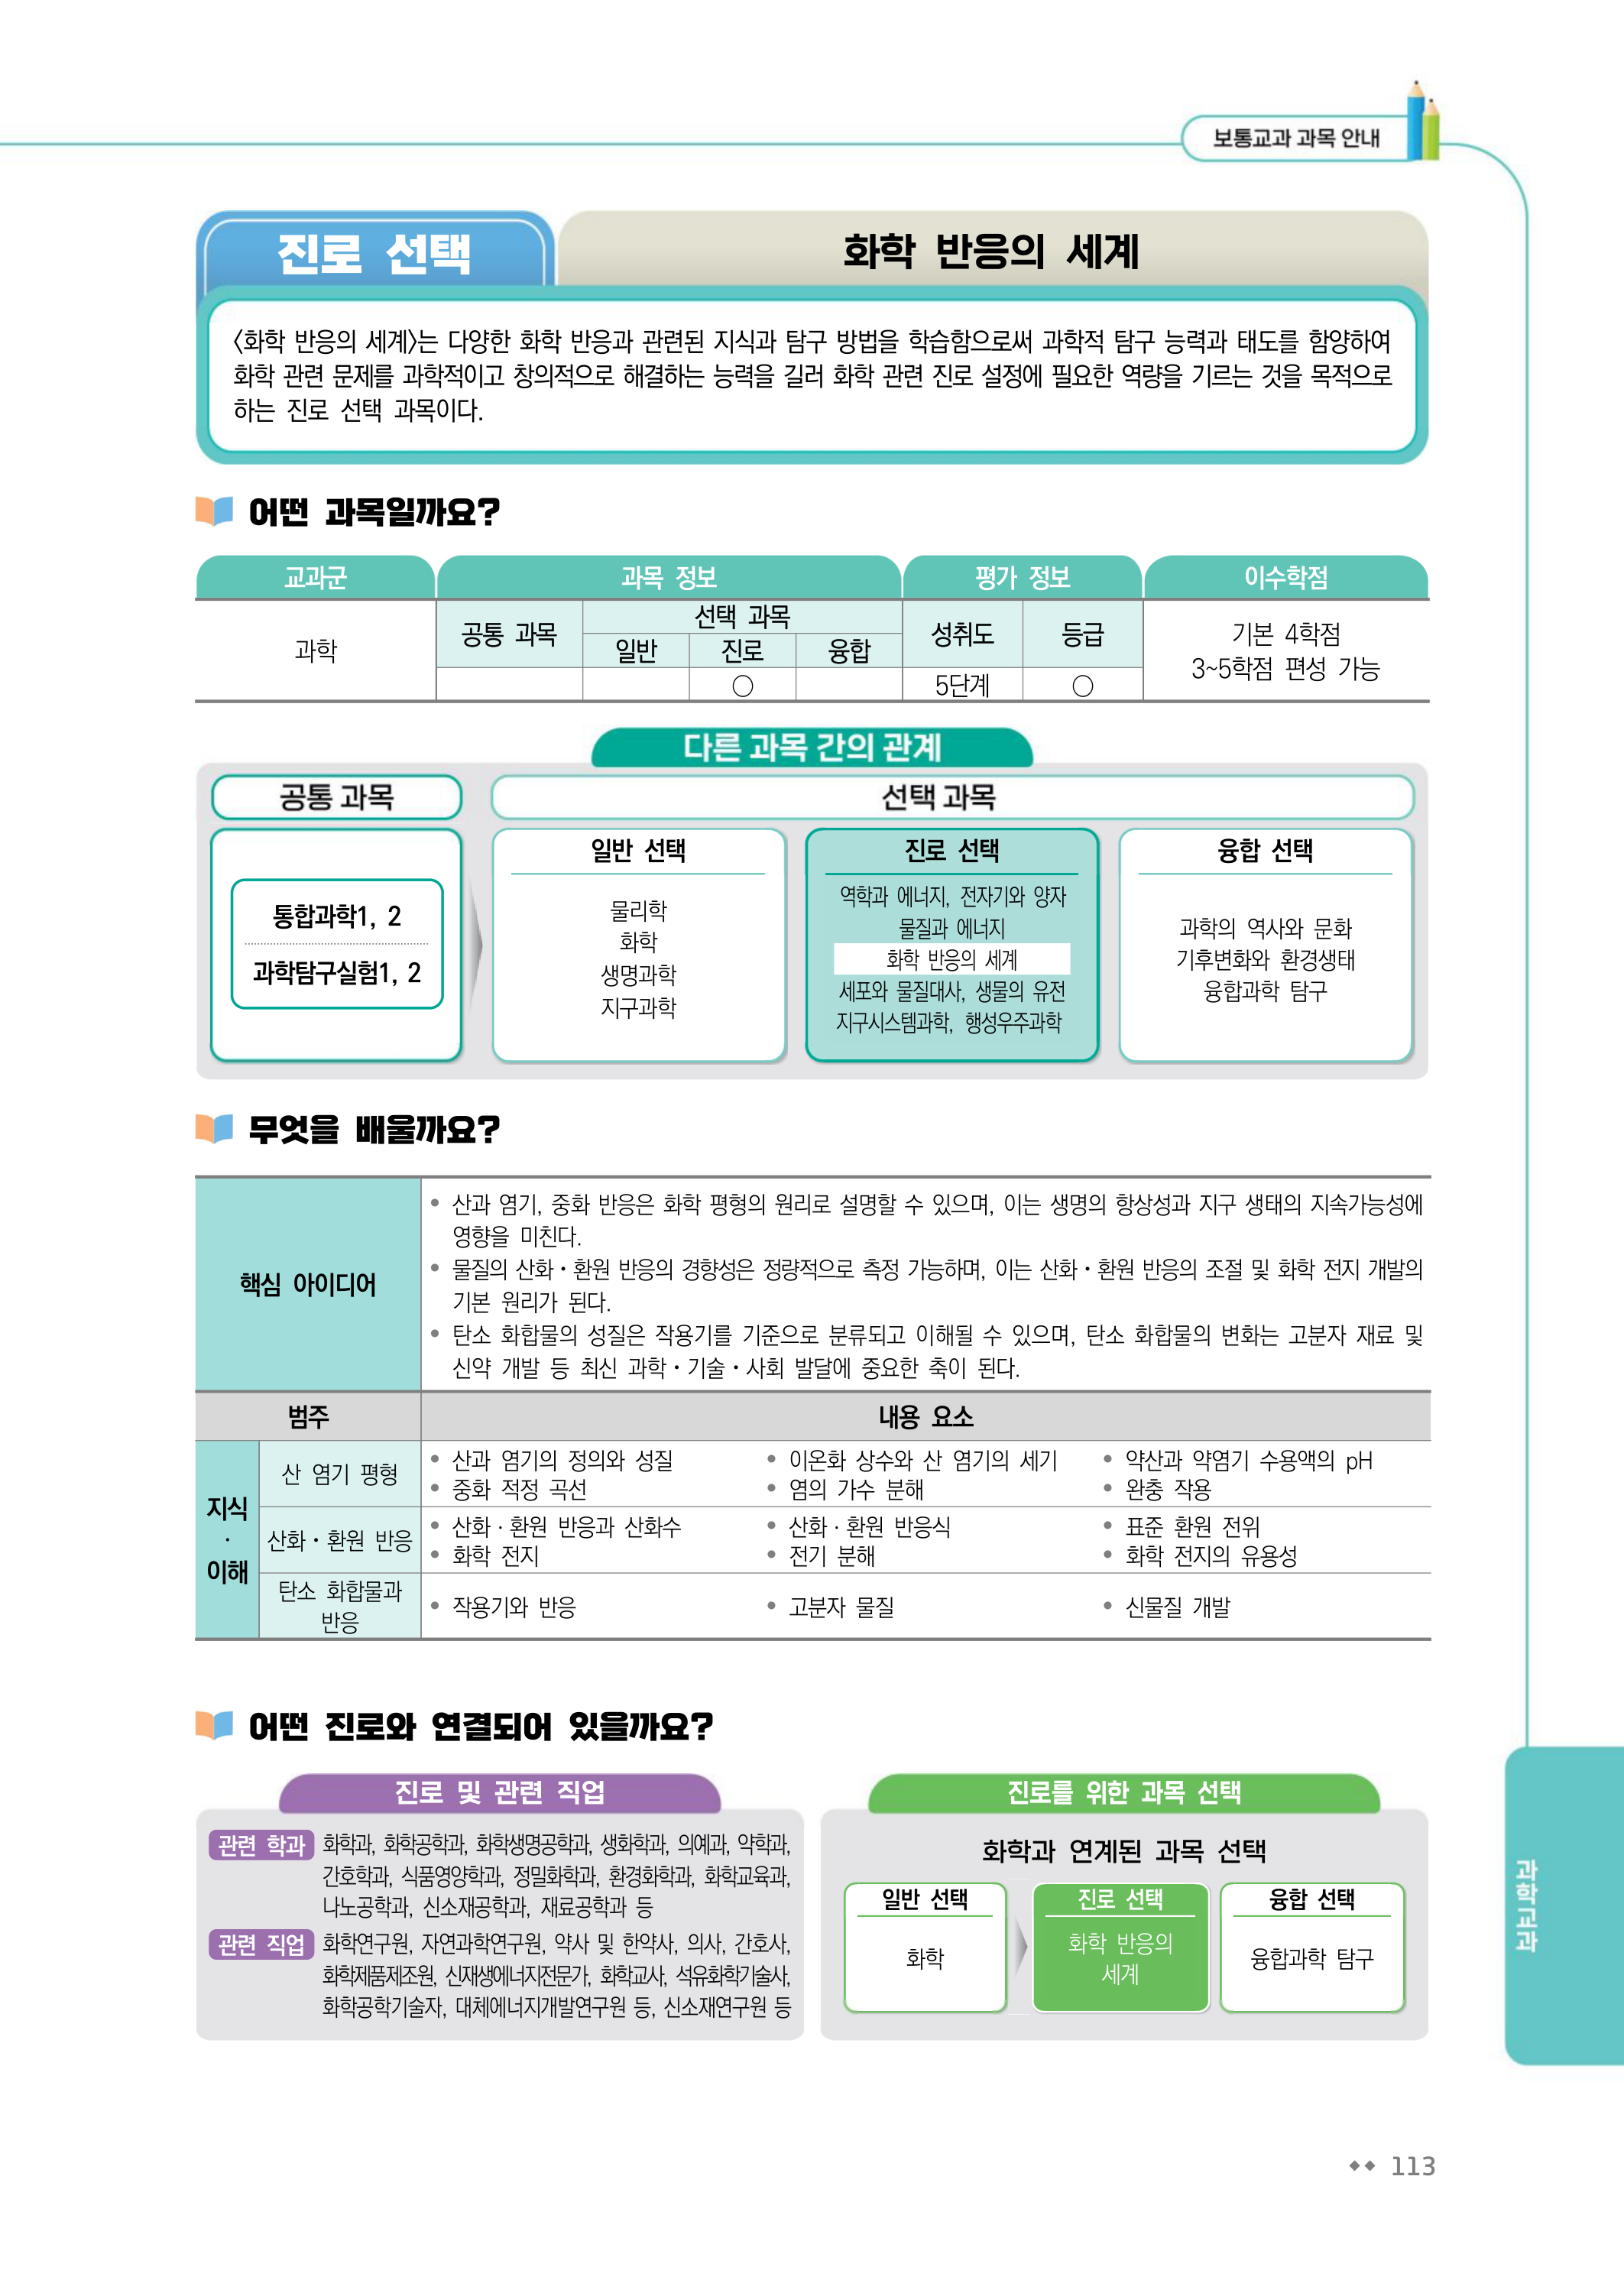 보통교과 과목 안내
진로 선택
화학 반응의 세계
〈화학 반응의 세계〉는 다양한 화학 반응과 관련된 지식과 탐구 방법을 학습함으로써 과학적 탐구 능력과 태도를 함양하여
화학 관련 문제를 과학적이고 창의적으로 해결하는 능력을 길러 화학 관련 진로 설정에 필요한 역량을 기르는 것을 목적으로
하는 진로 선택 과목이다.
어떤 과목일까요?
교과군 과목 정보 평가 정보 이수학점
과학
공통 과목
선택 과목
일반 진로 융합
성취도 등급
기본 4학점
3~5학점 편성 가능
○ 5단계 ○
다른 과목 간의 관계
공통 과목
선택 과목
통합과학1, 2
과학탐구실험1, 2
일반 선택
물리학
화학
생명과학
지구과학
진로 선택
역학과 에너지, 전자기와 양자
물질과 에너지
화학 반응의 세계
세포와 물질대사, 생물의 유전
지구시스템과학, 행성우주과학
융합 선택
과학의 역사와 문화
기후변화와 환경생태
융합과학 탐구
무엇을 배울까요?
핵심 아이디어
• 산과 염기, 중화 반응은 화학 평형의 원리로 설명할 수 있으며, 이는 생명의 항상성과 지구 생태의 지속가능성에
영향을 미친다.
• 물질의 산화・환원 반응의 경향성은 정량적으로 측정 가능하며, 이는 산화・환원 반응의 조절 및 화학 전지 개발의
기본 원리가 된다.
• 탄소 화합물의 성질은 작용기를 기준으로 분류되고 이해될 수 있으며, 탄소 화합물의 변화는 고분자 재료 및
신약 개발 등 최신 과학・기술・사회 발달에 중요한 축이 된다.
범주 내용 요소
지식
·
이해
산 염기 평형
• 산과 염기의 정의와 성질 • 이온화 상수와 산 염기의 세기 • 약산과 약염기 수용액의 pH
• 중화 적정 곡선 • 염의 가수 분해 • 완충 작용
산화・환원 반응
• 산화·환원 반응과 산화수 • 산화·환원 반응식 • 표준 환원 전위
• 화학 전지 • 전기 분해 • 화학 전지의 유용성
탄소 화합물과
반응
• 작용기와 반응 • 고분자 물질 • 신물질 개발
어떤 진로와 연결되어 있을까요?
진로 및 관련 직업
관련 학과 화학과, 화학공학과, 화학생명공학과, 생화학과, 의예과, 약학과,
간호학과, 식품영양학과, 정밀화학과, 환경화학과, 화학교육과,
나노공학과, 신소재공학과, 재료공학과 등
관련 직업 화학연구원, 자연과학연구원, 약사 및 한약사, 의사, 간호사,
화학제품제조원, 신재생에너지전문가, 화학교사, 석유화학기술사,
화학공학기술자, 대체에너지개발연구원 등, 신소재연구원 등
진로를 위한 과목 선택
화학과 연계된 과목 선택
일반 선택
화학
진로 선택
화학 반응의
세계
융합 선택
융합과학 탐구
과학교과
113